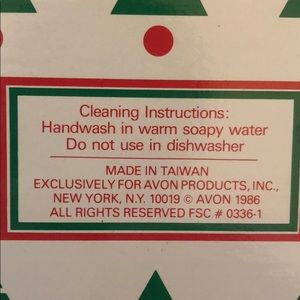 Cleaning Instructions:
Handwash in warm soapy water
Do not use in dishwasher
MADE IN TAIWAN
EXCLUSIVELY FOR AVON PRODUCTS, INC.,
NEW YORK, N.Y. 10019 © AVON 1986
ALL RIGHTS RESERVED FSC # 0336-1